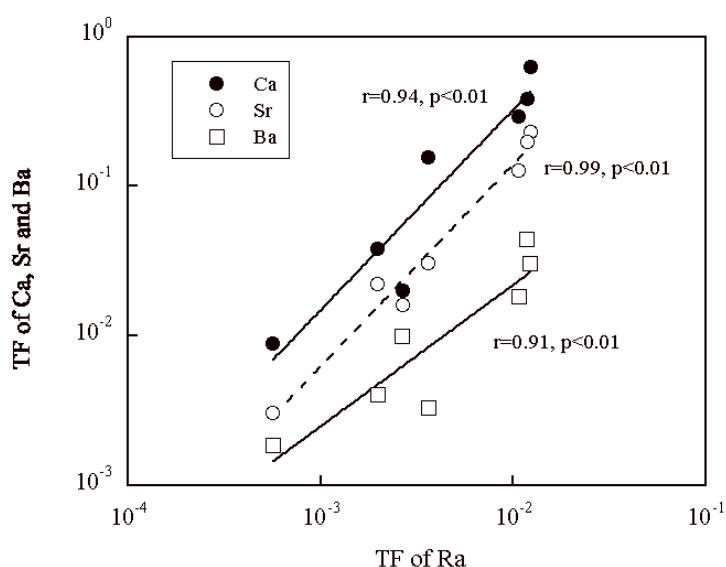 10⁰
Ca
Sr
Ba
r=0.94, p<0.01
10⁻¹
r=0.99, p<0.01
TF of Ca, Sr and Ba
10⁻²
r=0.91, p<0.01
10⁻³
10⁻⁴
10⁻³
10⁻²
10⁻¹
TF of Ra